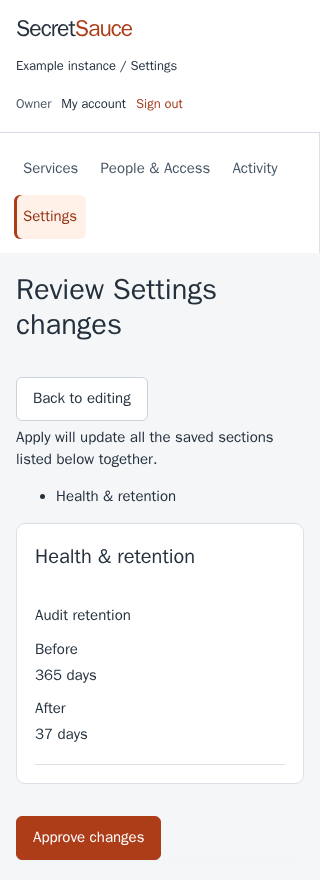 SecretSauce
Example instance / Settings
Owner My account Sign out
Services People & Access Activity
Settings
Review Settings
changes
Back to editing
Apply will update all the saved sections
listed below together.
Health & retention
Health & retention
Audit retention
Before
365 days
After
37 days
Approve changes